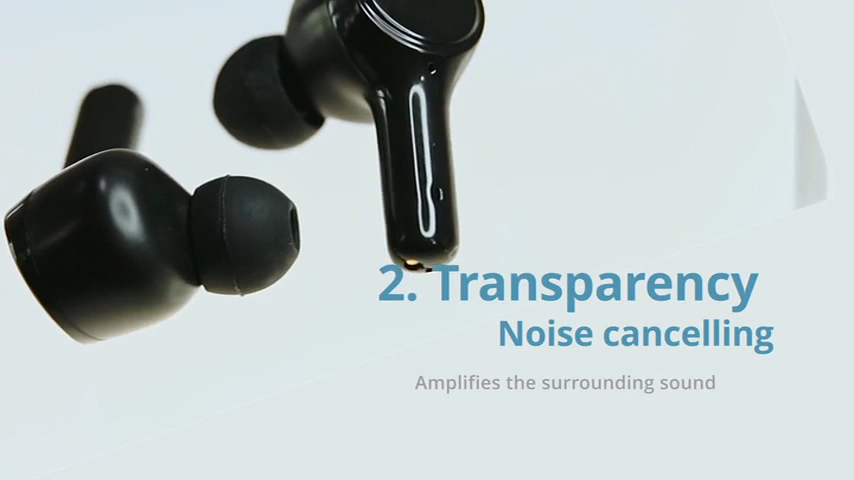 2. Transparency
Noise cancelling
Amplifies the surrounding sound